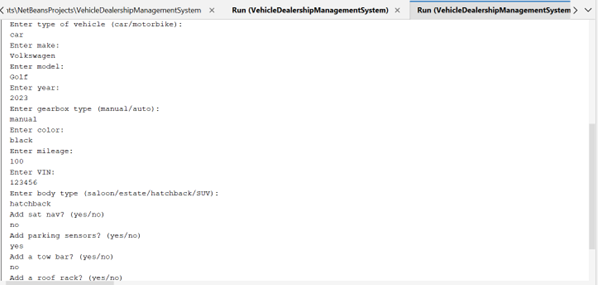 nts\NetBeansProjects\VehicleDealershipManagementSystem × Run (VehicleDealershipManagementSystem) × Run (VehicleDealershipManagementSystem
Enter type of vehicle (car/motorbike):
car
Enter make:
Volkswagen
Enter model:
Golf
Enter year:
2023
Enter gearbox type (manual/auto):
manual
Enter color:
black
Enter mileage:
100
Enter VIN:
123456
Enter body type (saloon/estate/hatchback/SUV):
hatchback
Add sat nav? (yes/no)
no
Add parking sensors? (yes/no)
yes
Add a tow bar? (yes/no)
no
Add a roof rack? (yes/no)